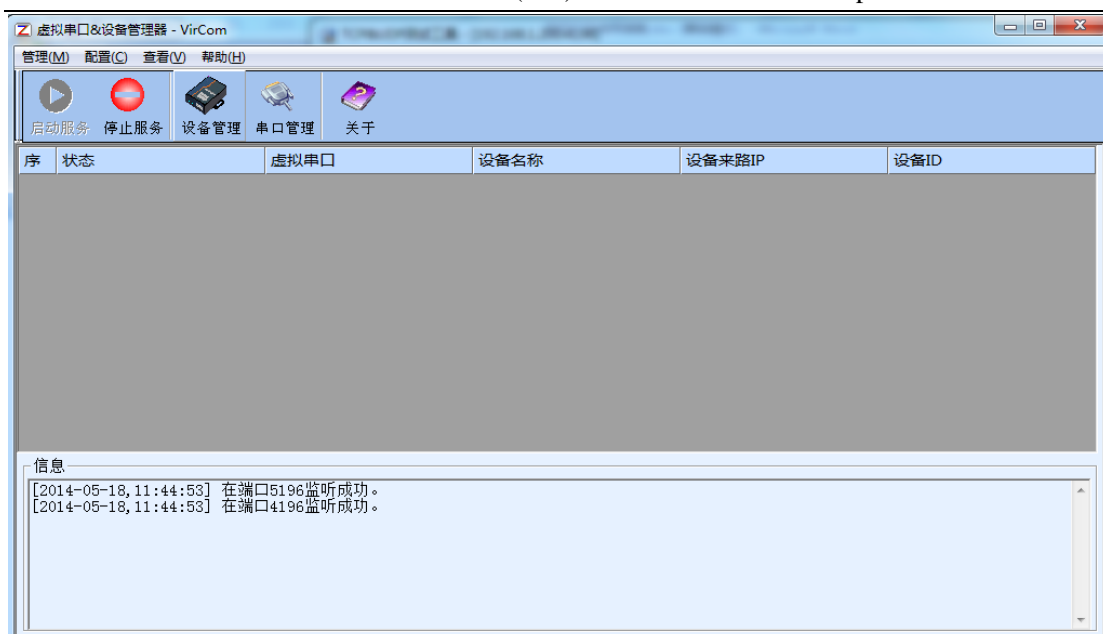 虚拟串口&设备管理器 - VirCom
管理(M) 配置(C) 查看(V) 帮助(H)
启动服务 停止服务 设备管理 串口管理 关于
序 状态 虚拟串口 设备名称 设备来路IP 设备ID
信息
[2014-05-18,11:44:53] 在端口5196监听成功。
[2014-05-18,11:44:53] 在端口4196监听成功。